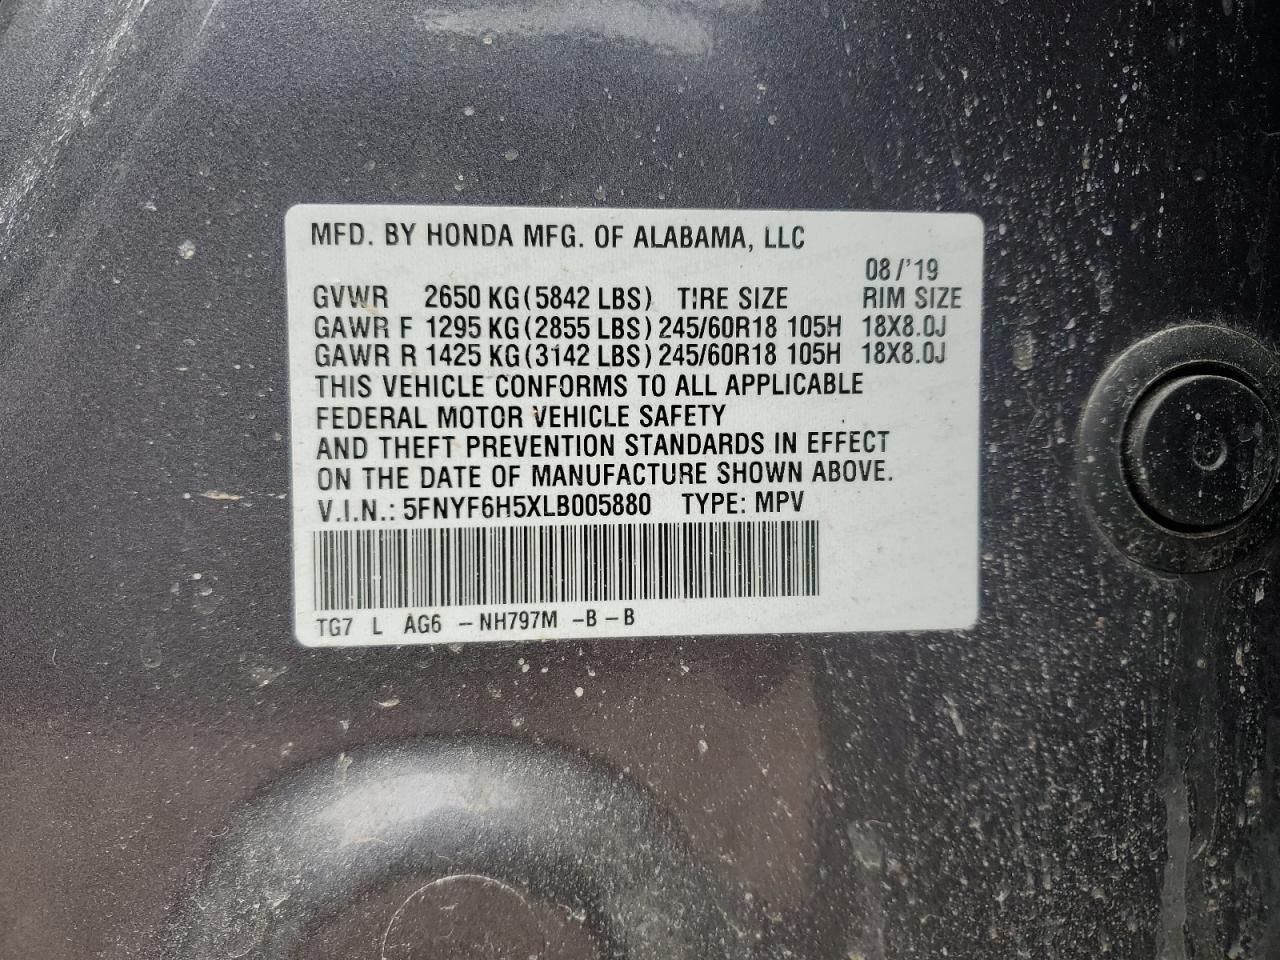 MFD. BY HONDA MFG. OF ALABAMA, LLC
08/'19
GVWR 2650 KG(5842 LBS) TIRE SIZE RIM SIZE
GAWR F 1295 KG(2855 LBS) 245/60R18 105H 18X8.0J
GAWR R 1425 KG(3142 LBS) 245/60R18 105H 18X8.0J
THIS VEHICLE CONFORMS TO ALL APPLICABLE
FEDERAL MOTOR VEHICLE SAFETY
AND THEFT PREVENTION STANDARDS IN EFFECT
ON THE DATE OF MANUFACTURE SHOWN ABOVE.
V.I.N.: 5FNYF6H5XLB005880 TYPE: MPV
TG7 L AG6 -NH797M -B-B